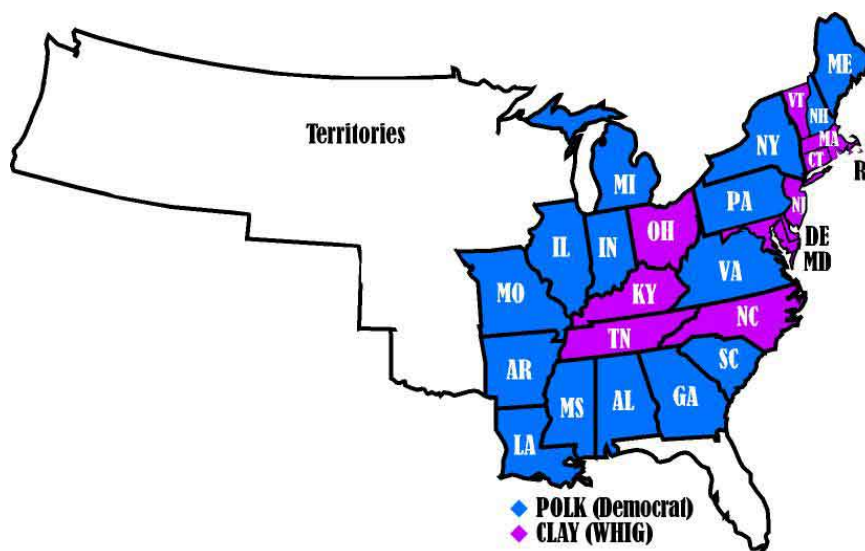 ME
VT
NH
MA
NY
CT
R
Territories
MI
PA
NJ
OH
DE
IL
IN
MD
VA
MO
KY
NC
TN
SC
AR
MS
AL
GA
LA
POLK (Democrat)
CLAY (WHIG)